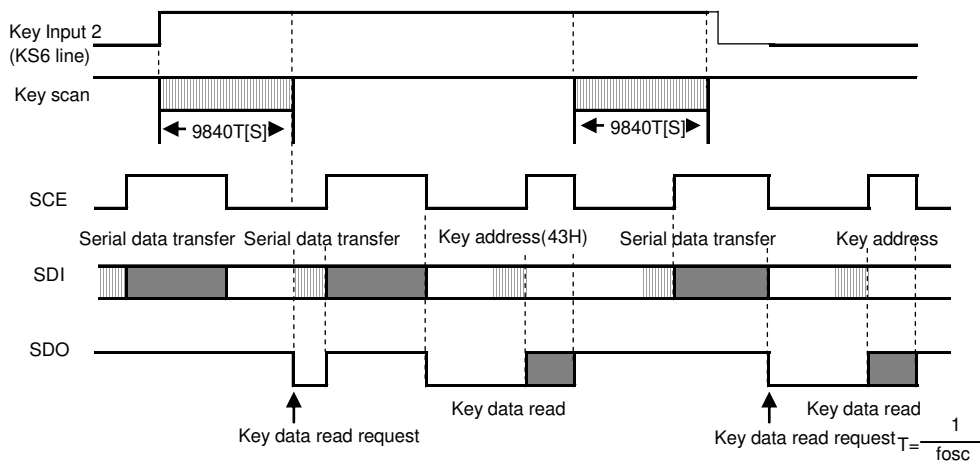 Key Input 2
(KS6 line)
Key scan
9840T[S]
9840T[S]
SCE
Serial data transfer
Serial data transfer
Key address(43H)
Serial data transfer
Key address
SDI
SDO
Key data read
Key data read
Key data read request
Key data read request
T=
1
fosc